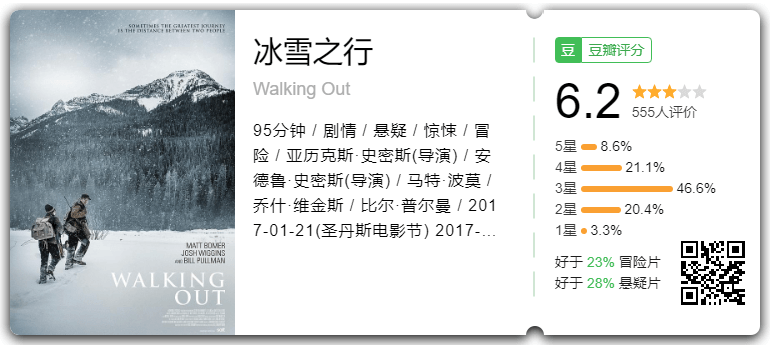 SOMETIMES THE GREATEST JOURNEY
IS THE DISTANCE BETWEEN TWO PEOPLE
MATT BOMER
JOSH WIGGINS
AND BILL PULLMAN
WALKING
OUT
冰雪之行
Walking Out
95分钟 / 剧情 / 悬疑 / 惊悚 / 冒
险 / 亚历克斯·史密斯(导演) / 安
德鲁·史密斯(导演) / 马特·波莫 /
乔什·维金斯 / 比尔·普尔曼 / 201
7-01-21(圣丹斯电影节) 2017-...
豆 豆瓣评分
6.2
555人评价
5星 8.6%
4星 21.1%
3星 46.6%
2星 20.4%
1星 3.3%
好于 23% 冒险片
好于 28% 悬疑片